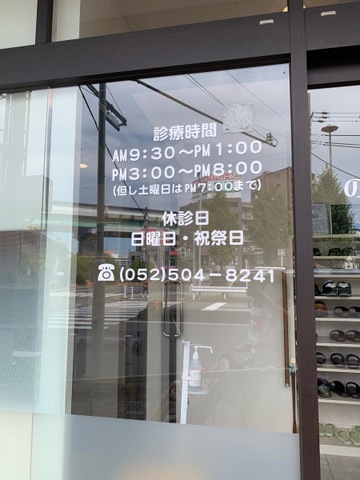 診療時間
AM9:30〜PM1:00
PM3:00〜PM8:00
(但し土曜日はPM7:00まで)
休診日
日曜日・祝祭日
☎(052)504-8241
の